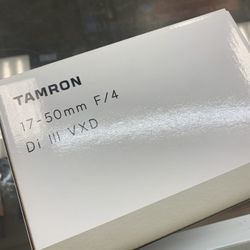 TAMRON
17-50mm F/4
Di III VXD